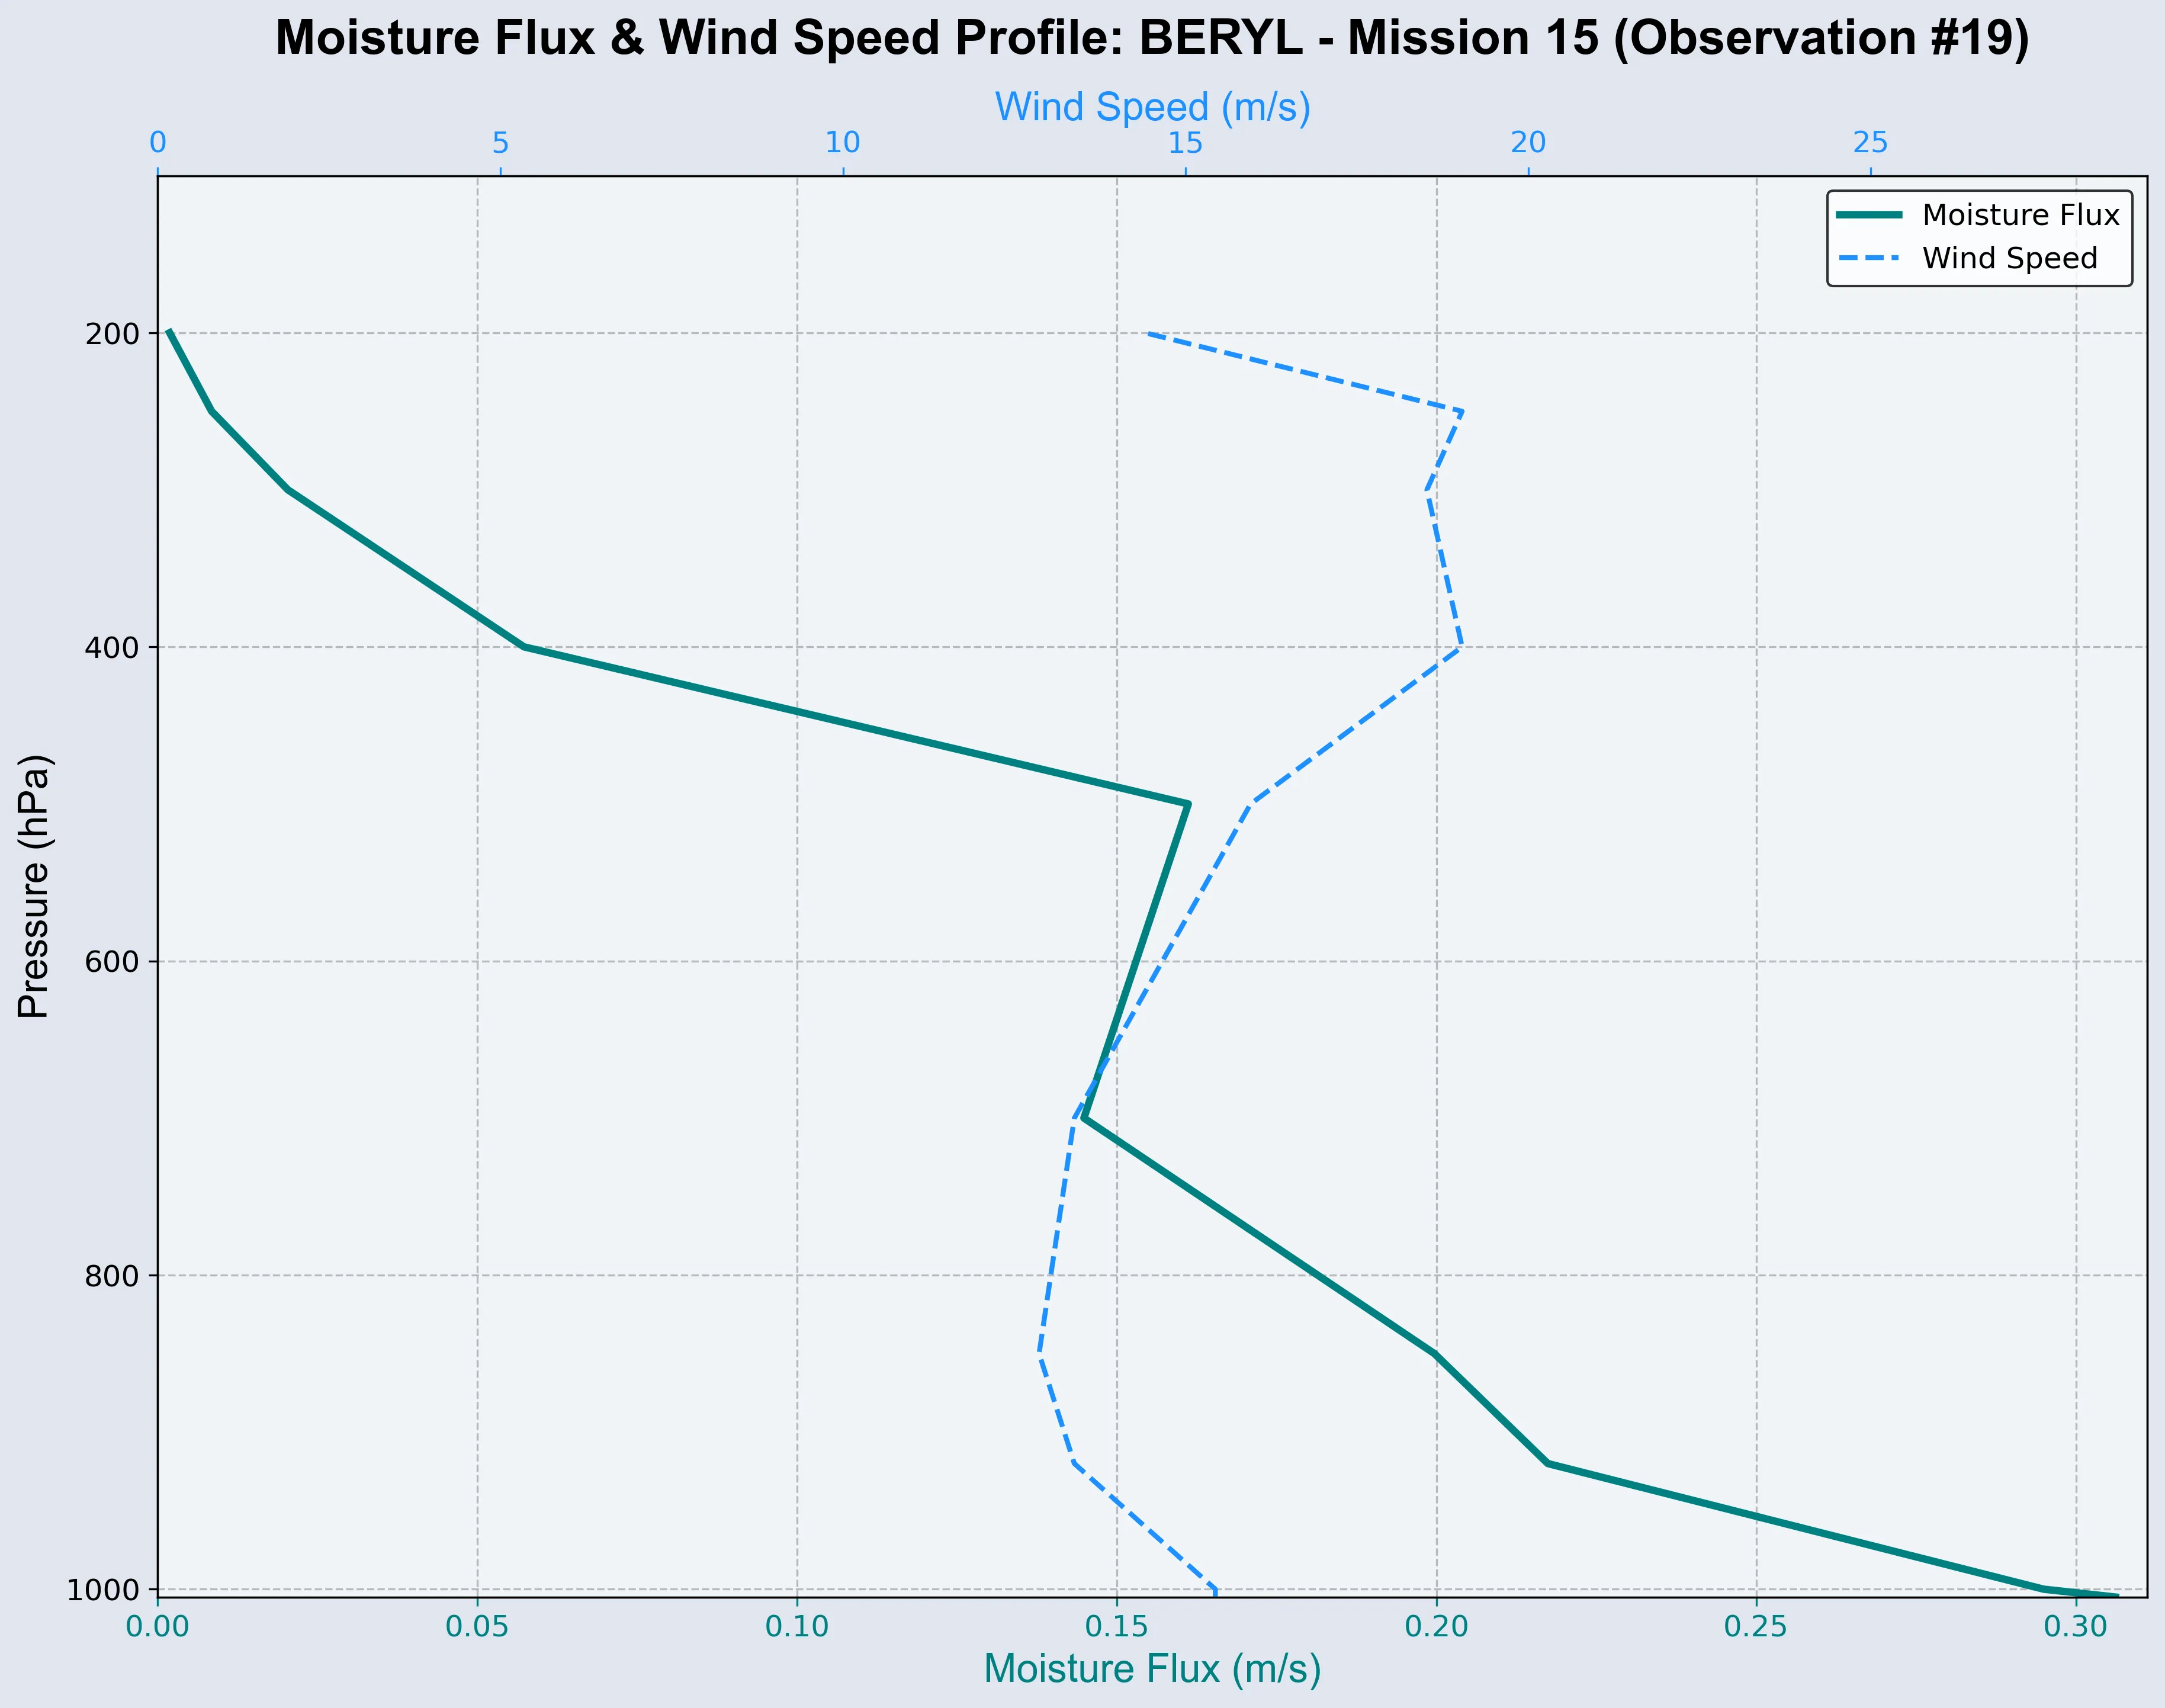 Moisture Flux & Wind Speed Profile: BERYL - Mission 15 (Observation #19)
Wind Speed (m/s)
0 5 10 15 20 25
Moisture Flux
Wind Speed
Pressure (hPa)
200
400
600
800
1000
0.00 0.05 0.10 0.15 0.20 0.25 0.30
Moisture Flux (m/s)